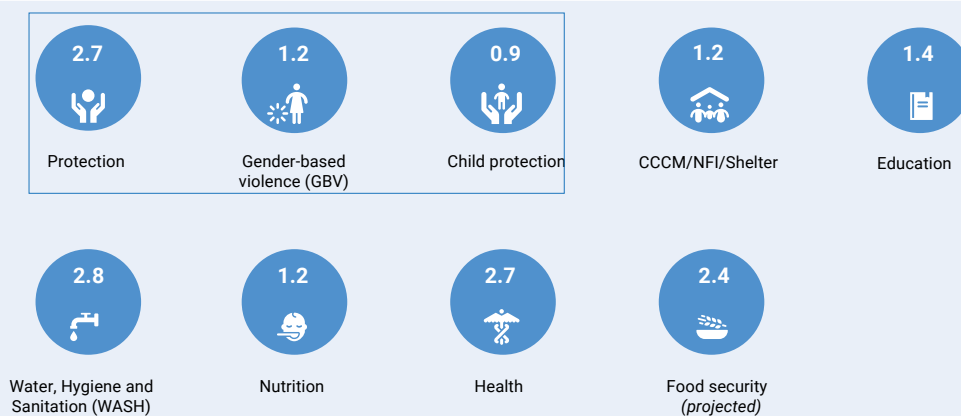 2.7
1.2
0.9
1.2
1.4
Protection
Gender-based
violence (GBV)
Child protection
CCCM/NFI/Shelter
Education
2.8
1.2
2.7
2.4
Water, Hygiene and
Sanitation (WASH)
Nutrition
Health
Food security
(projected)